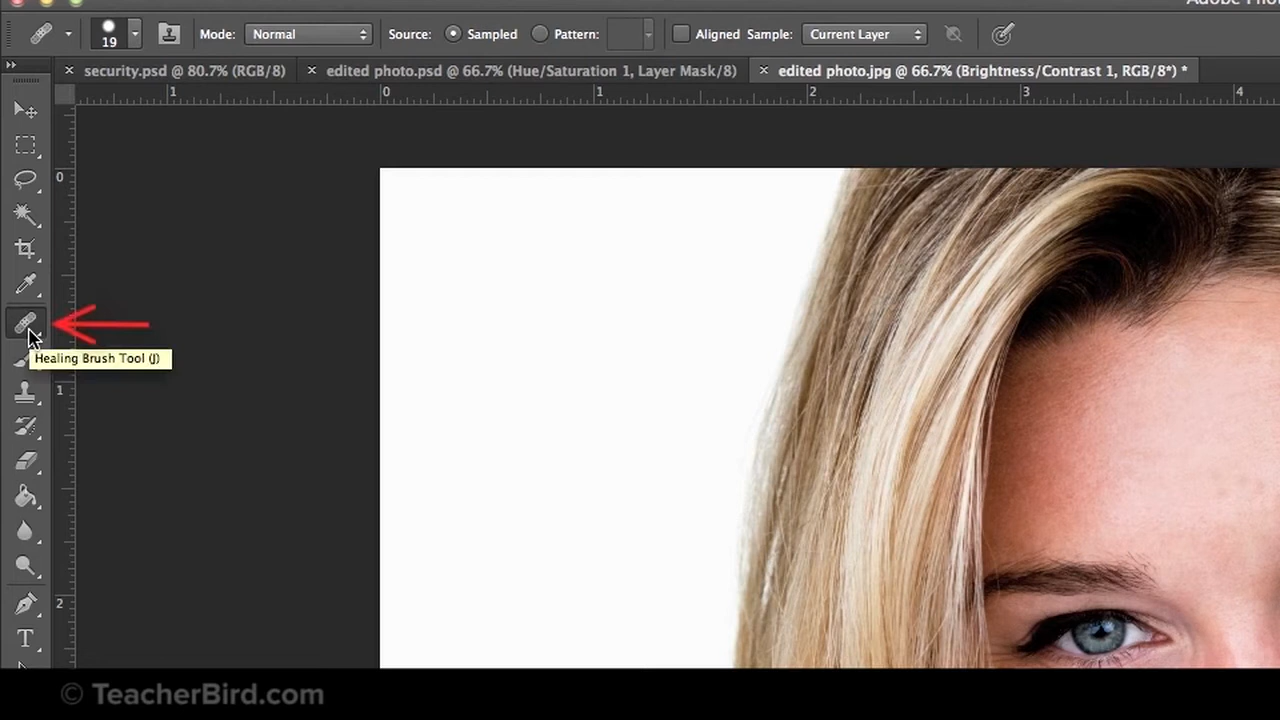 Adobe Pho
19
Mode: Normal Source: Sampled Pattern: Aligned Sample: Current Layer
security.psd @ 80.7% (RGB/8) edited photo.psd @ 66.7% (Hue/Saturation 1, Layer Mask/8) edited photo.jpg @ 66.7% (Brightness/Contrast 1, RGB/8*) *
1 0 1 2 3 4
0
Healing Brush Tool (J)
1
2
T
© TeacherBird.com